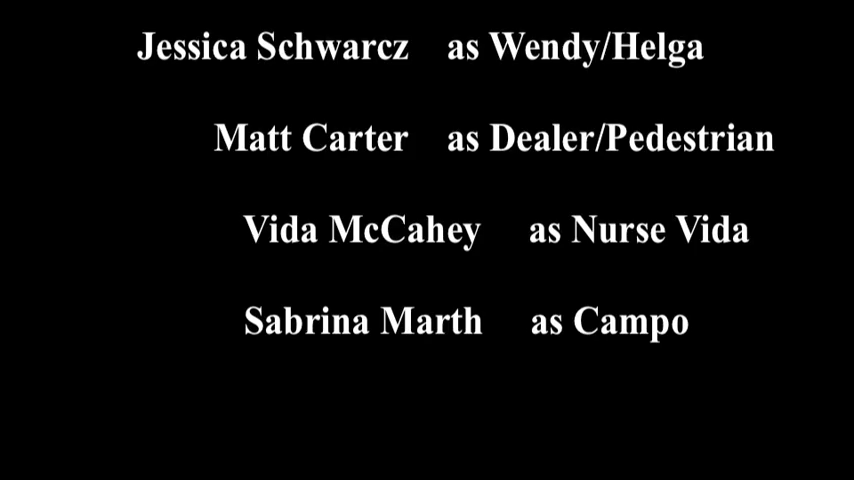 Jessica Schwarcz as Wendy/Helga
Matt Carter as Dealer/Pedestrian
Vida McCahey as Nurse Vida
Sabrina Marth as Campo